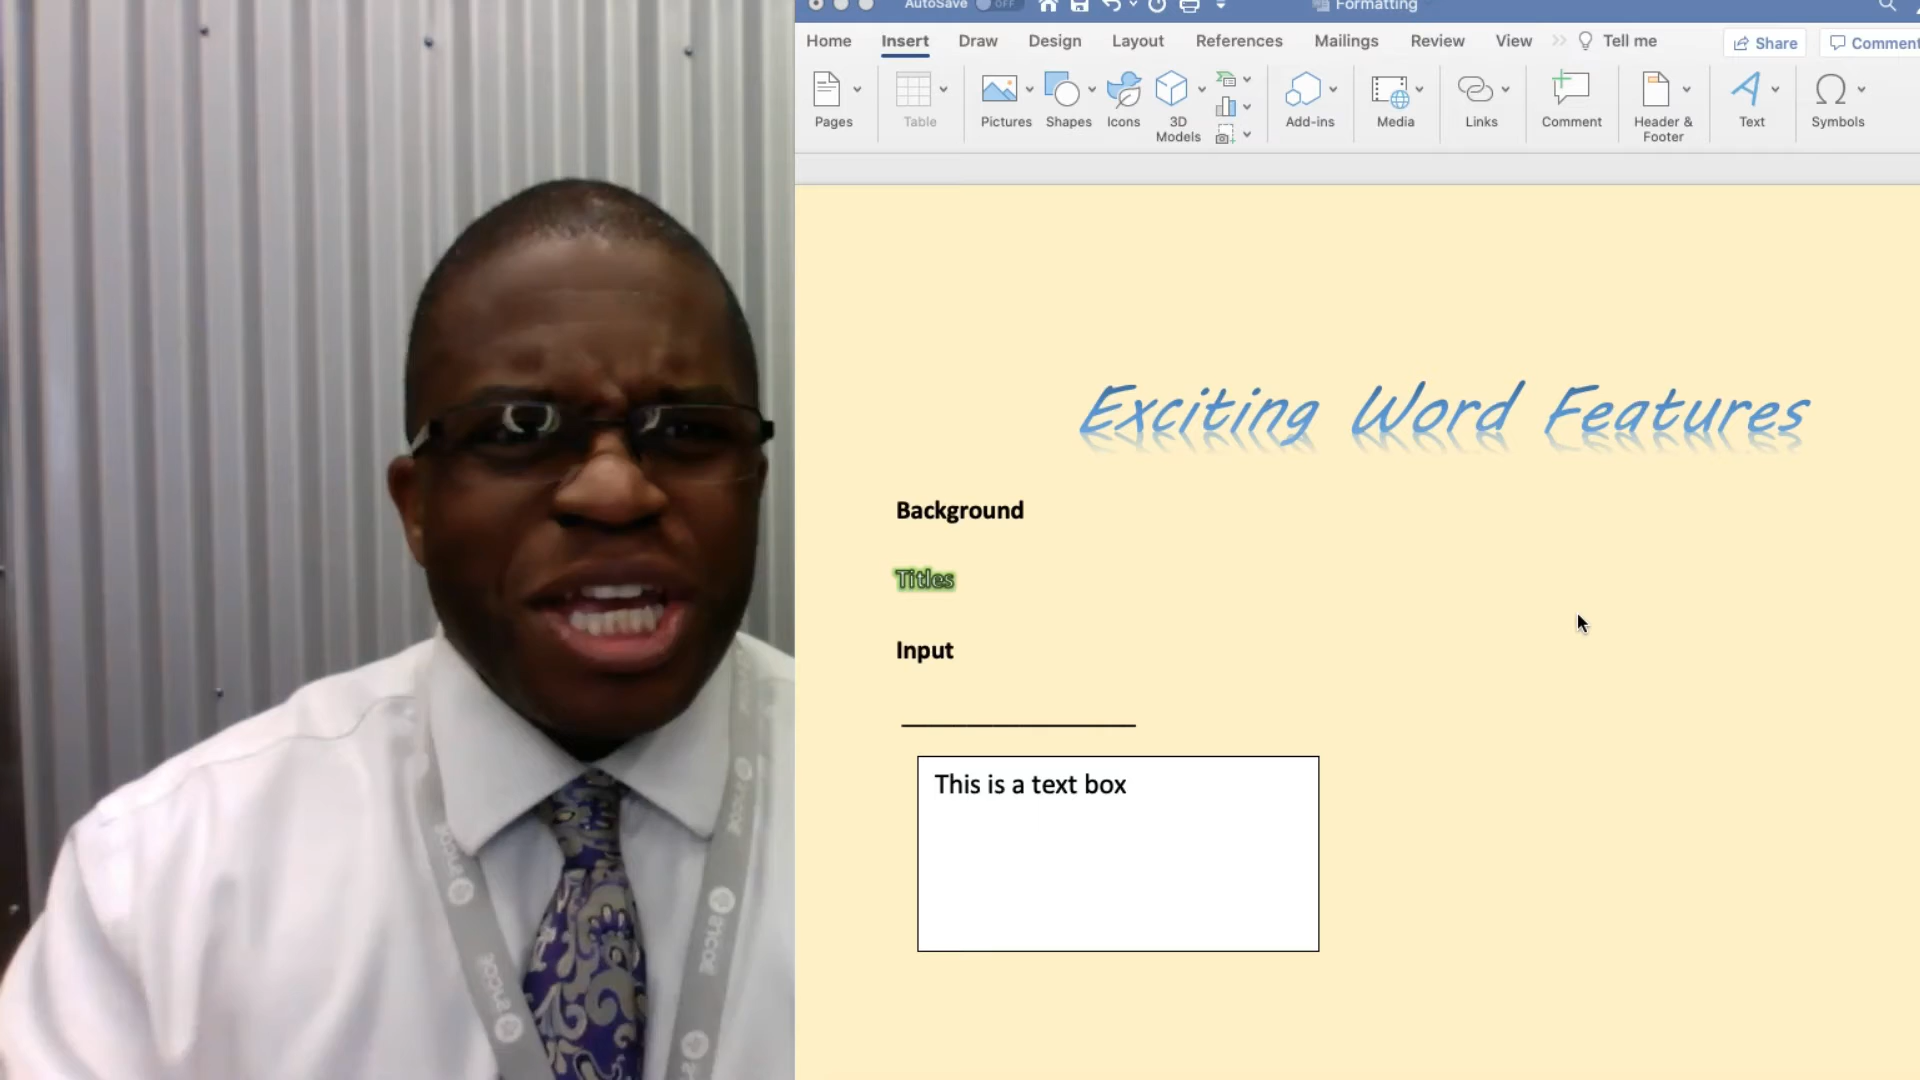 AutoSave OFF
Formatting
Home Insert Draw Design Layout References Mailings Review View Tell me Share Comment
Pages Table Pictures Shapes Icons 3D Models Add-ins Media Links Comment Header & Footer Text Symbols
Exciting Word Features
Background
Titles
Input
This is a text box